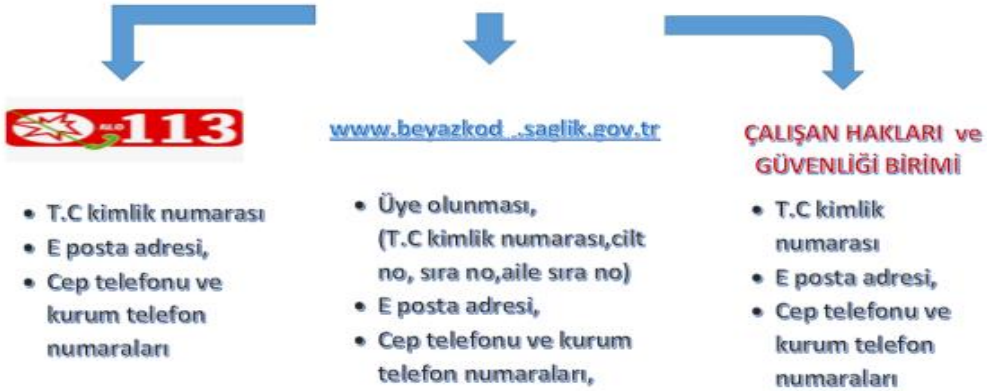 ALO 113
www.beyazkod_.saglik.gov.tr
ÇALIŞAN HAKLARI ve
GÜVENLİĞİ BİRİMİ
• T.C kimlik numarası
• E posta adresi,
• Cep telefonu ve
kurum telefon
numaraları
• Üye olunması,
(T.C kimlik numarası,cilt
no, sıra no,aile sıra no)
• E posta adresi,
• Cep telefonu ve kurum
telefon numaraları,
• T.C kimlik
numarası
• E posta adresi,
• Cep telefonu ve
kurum telefon
numaraları